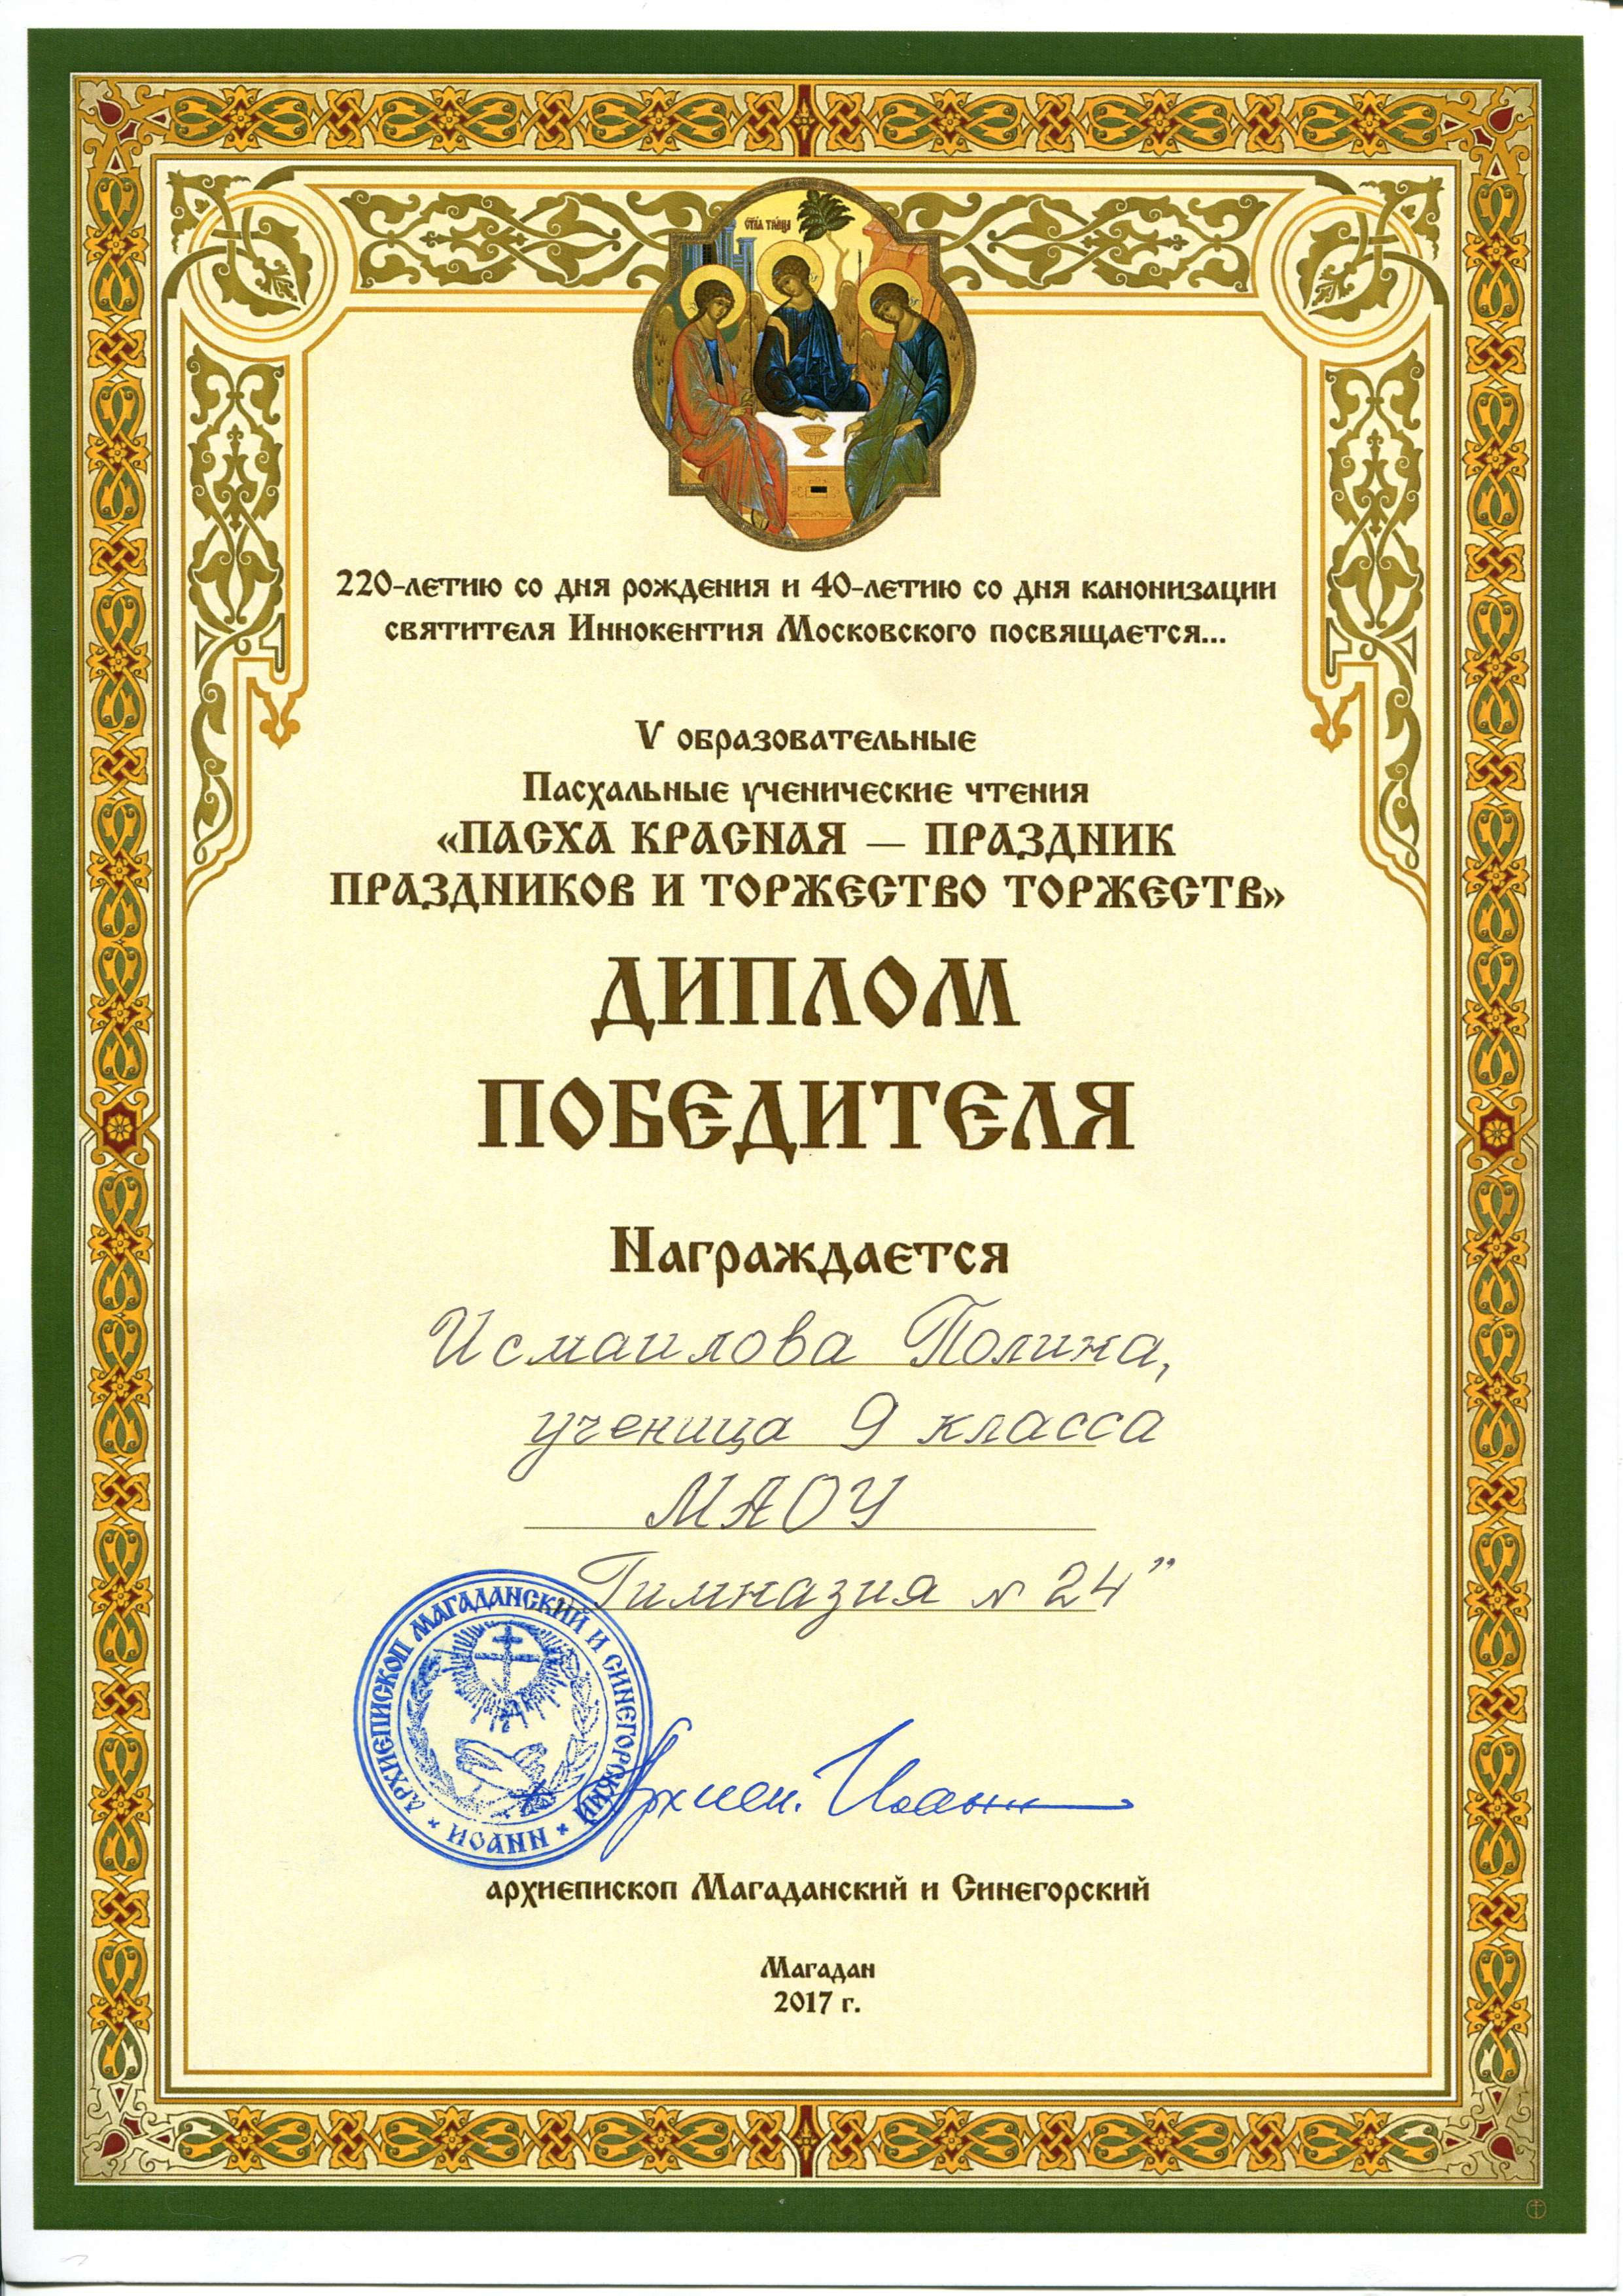 СТАЯ ТРОИЦА
220-летию со дня рождения и 40-летию со дня канонизации
святителя Иннокентия Московского посвящается...
V образовательные
Пасхальные ученические чтения
«ПАСХА КРАСНАЯ — ПРАЗДНИК
ПРАЗДНИКОВ И ТОРЖЕСТВО ТОРЖЕСТВ»
ДИПЛОМ
ПОБЕДИТЕЛЯ
Награждается
Исмаилова Полина,
ученица 9 класса
МАОУ
"Гимназия № 24"
АРХИЕПИСКОП МАГАДАНСКИЙ И СИНЕГОРСКИЙ * ИОАНН *
Архиеп. Иоанн
архиепископ Магаданский и Синегорский
Магадан
2017 г.